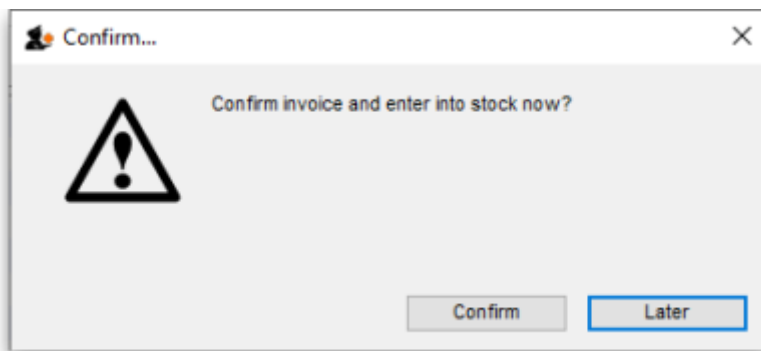 Confirm...
Confirm invoice and enter into stock now?
Confirm
Later